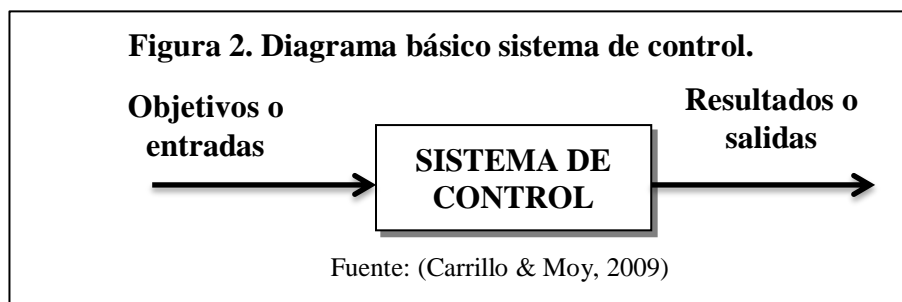 Figura 2. Diagrama básico sistema de control.
Objetivos o
entradas
SISTEMA DE
CONTROL
Resultados o
salidas
Fuente: (Carrillo & Moy, 2009)